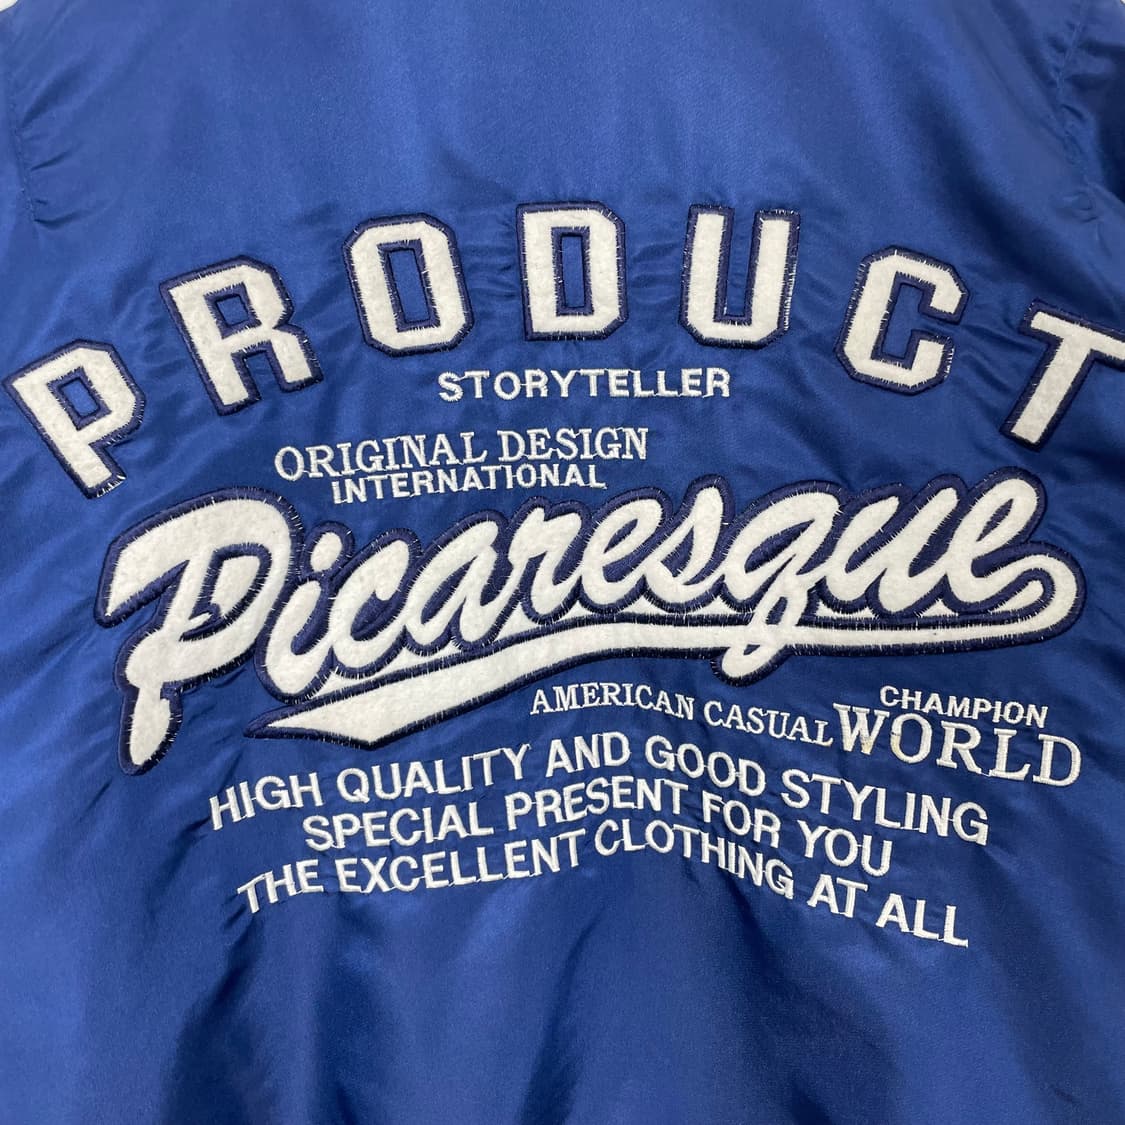 PRODUCT
STORYTELLER
ORIGINAL DESIGN
INTERNATIONAL
Picaresque
AMERICAN CASUAL
CHAMPION
WORLD
HIGH QUALITY AND GOOD STYLING
SPECIAL PRESENT FOR YOU
THE EXCELLENT CLOTHING AT ALL